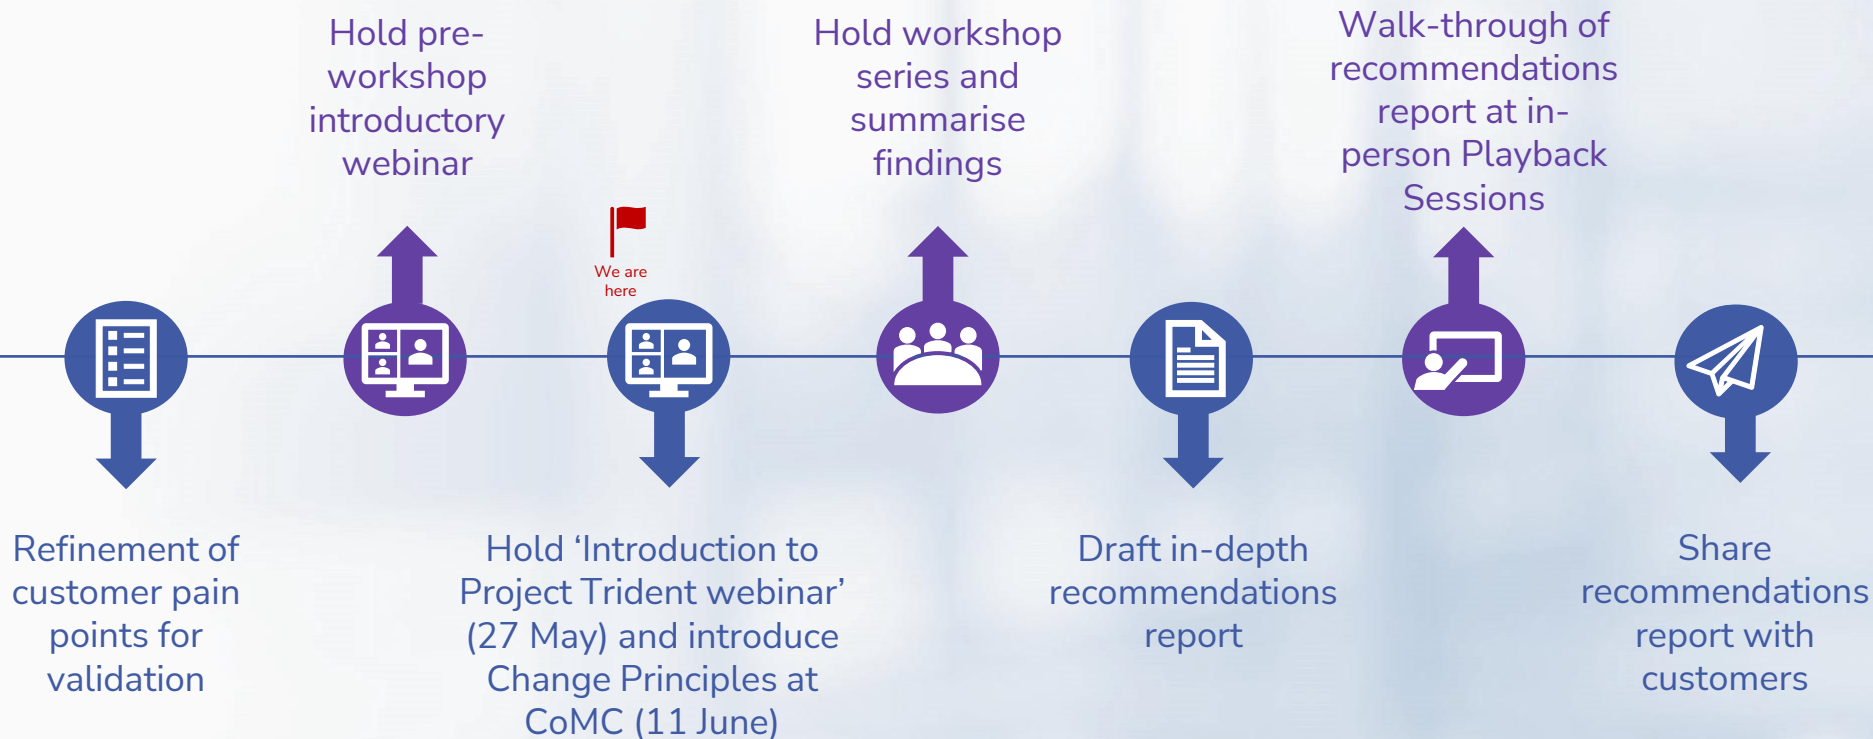 Hold pre-
workshop
introductory
webinar
Hold workshop
series and
summarise
findings
Walk-through of
recommendations
report at in-
person Playback
Sessions
We are
here
Refinement of
customer pain
points for
validation
Hold ‘Introduction to
Project Trident webinar’
(27 May) and introduce
Change Principles at
CoMC (11 June)
Draft in-depth
recommendations
report
Share
recommendations
report with
customers